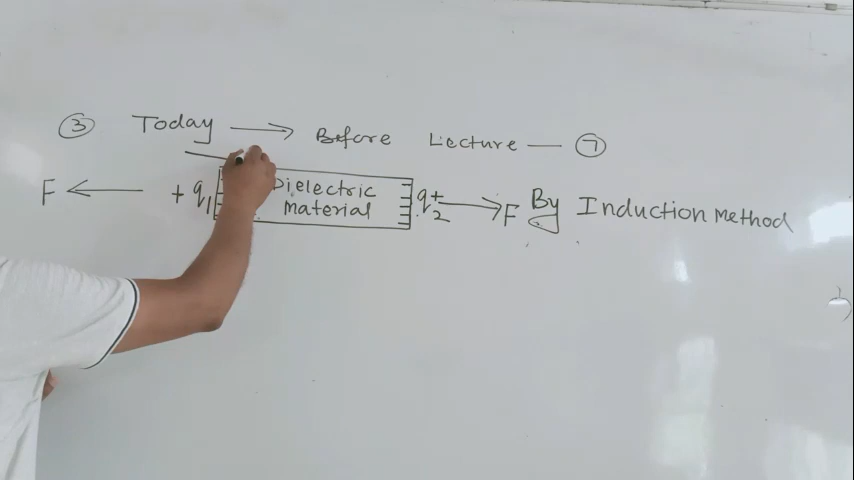 ③ Today → Before Lecture — ⑦
F ← + q1 Dielectric material q2+ → F By Induction Method